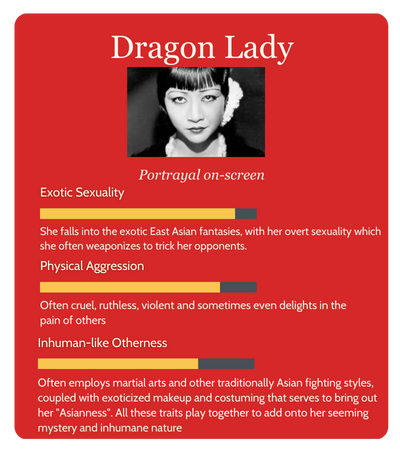 Dragon Lady
Portrayal on-screen
Exotic Sexuality
She falls into the exotic East Asian fantasies, with her overt sexuality which
she often weaponizes to trick her opponents.
Physical Aggression
Often cruel, ruthless, violent and sometimes even delights in the
pain of others
Inhuman-like Otherness
Often employs martial arts and other traditionally Asian fighting styles,
coupled with exoticized makeup and costuming that serves to bring out
her "Asianness". All these traits play together to add onto her seeming
mystery and inhumane nature